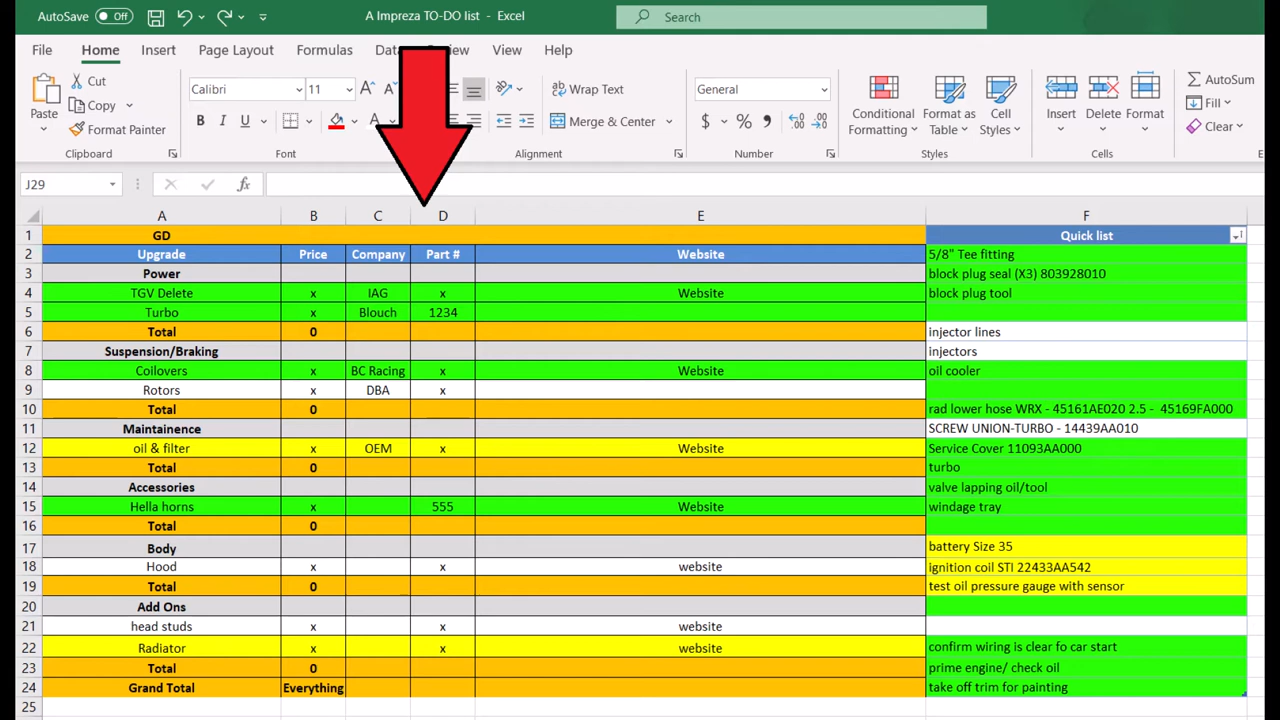 AutoSave Off A Impreza TO-DO list - Excel Search
File Home Insert Page Layout Formulas Dat Review View Help
Paste Cut Copy Format Painter Clipboard
Calibri 11 A A B I U A Font
Wrap Text Merge & Center Alignment
General $ % Number
Conditional Formatting Format as Table Cell Styles Styles
Insert Delete Format Cells
AutoSum Fill Clear
J29 fx
A B C D E F
1 GD Quick list
2 Upgrade Price Company Part # Website 5/8" Tee fitting
3 Power block plug seal (X3) 803928010
4 TGV Delete x IAG x Website block plug tool
5 Turbo x Blouch 1234
6 Total 0 injector lines
7 Suspension/Braking injectors
8 Coilovers x BC Racing x Website oil cooler
9 Rotors x DBA x
10 Total 0 rad lower hose WRX - 45161AE020 2.5 - 45169FA000
11 Maintainence SCREW UNION-TURBO - 14439AA010
12 oil & filter x OEM x Website Service Cover 11093AA000
13 Total 0 turbo
14 Accessories valve lapping oil/tool
15 Hella horns x 555 Website windage tray
16 Total 0
17 Body battery Size 35
18 Hood x x website ignition coil STI 22433AA542
19 Total 0 test oil pressure gauge with sensor
20 Add Ons
21 head studs x x website
22 Radiator x x website confirm wiring is clear fo car start
23 Total 0 prime engine/ check oil
24 Grand Total Everything take off trim for painting
25